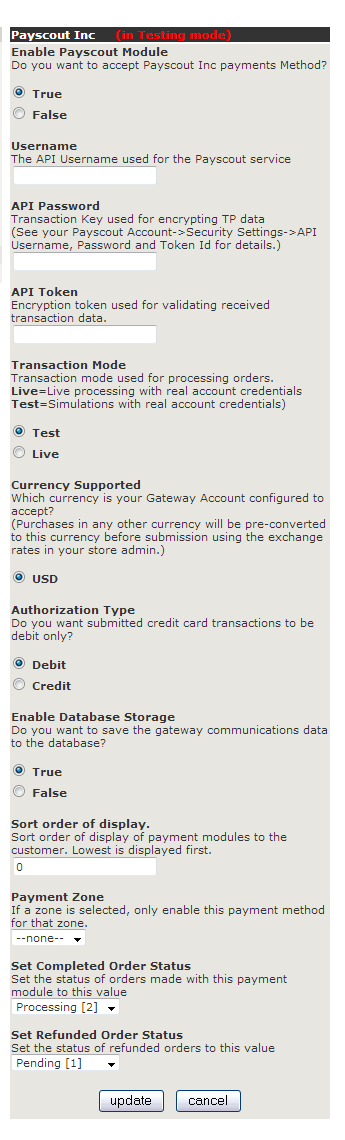 Payscout Inc (in Testing mode)
Enable Payscout Module
Do you want to accept Payscout Inc payments Method?
True
False
Username
The API Username used for the Payscout service
API Password
Transaction Key used for encrypting TP data
(See your Payscout Account->Security Settings->API
Username, Password and Token Id for details.)
API Token
Encryption token used for validating received
transaction data.
Transaction Mode
Transaction mode used for processing orders.
Live=Live processing with real account credentials
Test=Simulations with real account credentials)
Test
Live
Currency Supported
Which currency is your Gateway Account configured to
accept?
(Purchases in any other currency will be pre-converted
to this currency before submission using the exchange
rates in your store admin.)
USD
Authorization Type
Do you want submitted credit card transactions to be
debit only?
Debit
Credit
Enable Database Storage
Do you want to save the gateway communications data
to the database?
True
False
Sort order of display.
Sort order of display of payment modules to the
customer. Lowest is displayed first.
0
Payment Zone
If a zone is selected, only enable this payment method
for that zone.
--none--
Set Completed Order Status
Set the status of orders made with this payment
module to this value
Processing [2]
Set Refunded Order Status
Set the status of refunded orders to this value
Pending [1]
update cancel